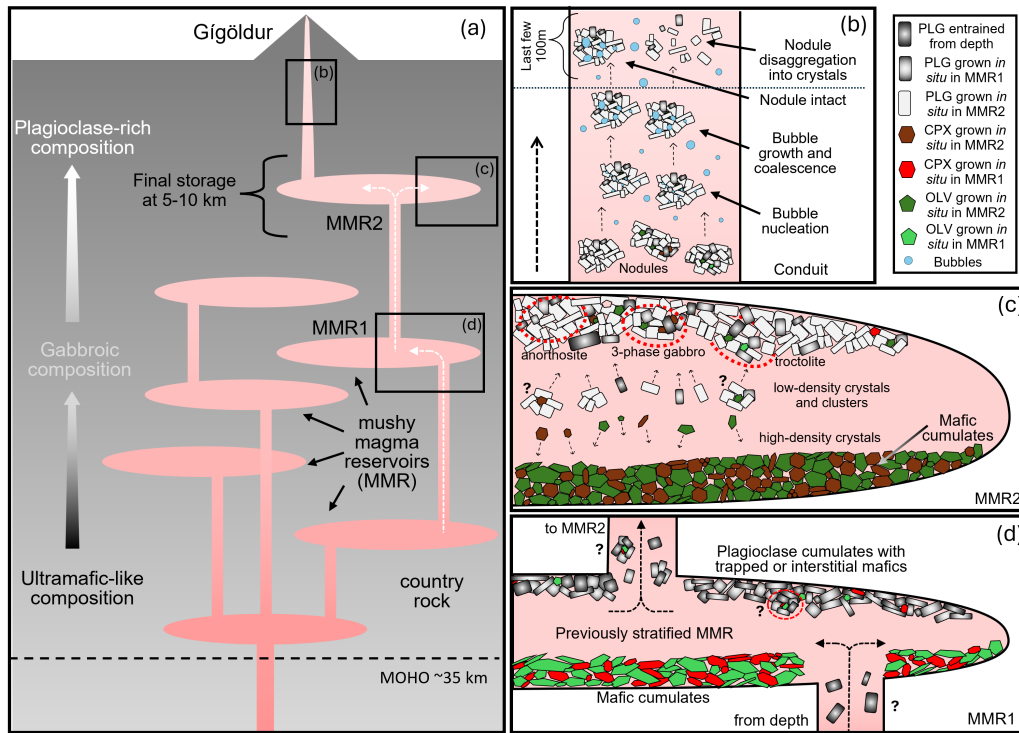 (a)
Gígöldur
(b)
Plagioclase-rich
composition
Final storage
at 5-10 km
(c)
MMR2
MMR1
(d)
Gabbroic
composition
mushy
magma
reservoirs
(MMR)
Ultramafic-like
composition
country
rock
MOHO ~35 km
(b)
Last few
100m
Nodule
disaggregation
into crystals
Nodule intact
Bubble
growth and
coalescence
Bubble
nucleation
Nodules
Conduit
PLG entrained
from depth
PLG grown in
situ in MMR1
PLG grown in
situ in MMR2
CPX grown in
situ in MMR2
CPX grown in
situ in MMR1
OLV grown in
situ in MMR2
OLV grown in
situ in MMR1
Bubbles
(c)
anorthosite
3-phase gabbro
troctolite
?
?
low-density crystals
and clusters
Mafic
cumulates
high-density crystals
MMR2
(d)
to MMR2
?
Plagioclase cumulates with
trapped or interstitial mafics
?
Previously stratified MMR
Mafic cumulates
?
from depth
MMR1